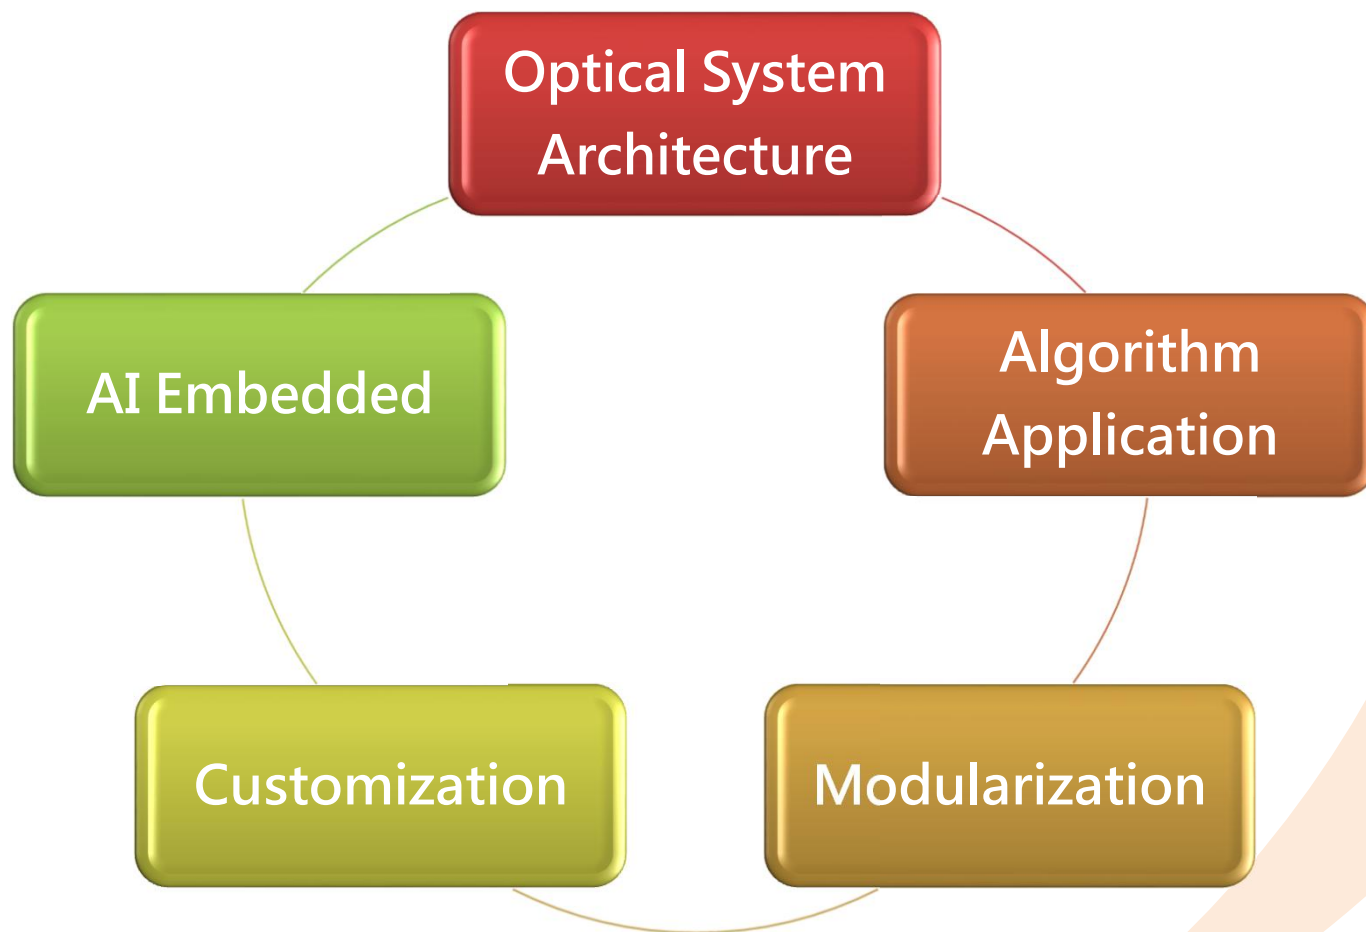 Optical System
Architecture
AI Embedded
Algorithm
Application
Customization
Modularization